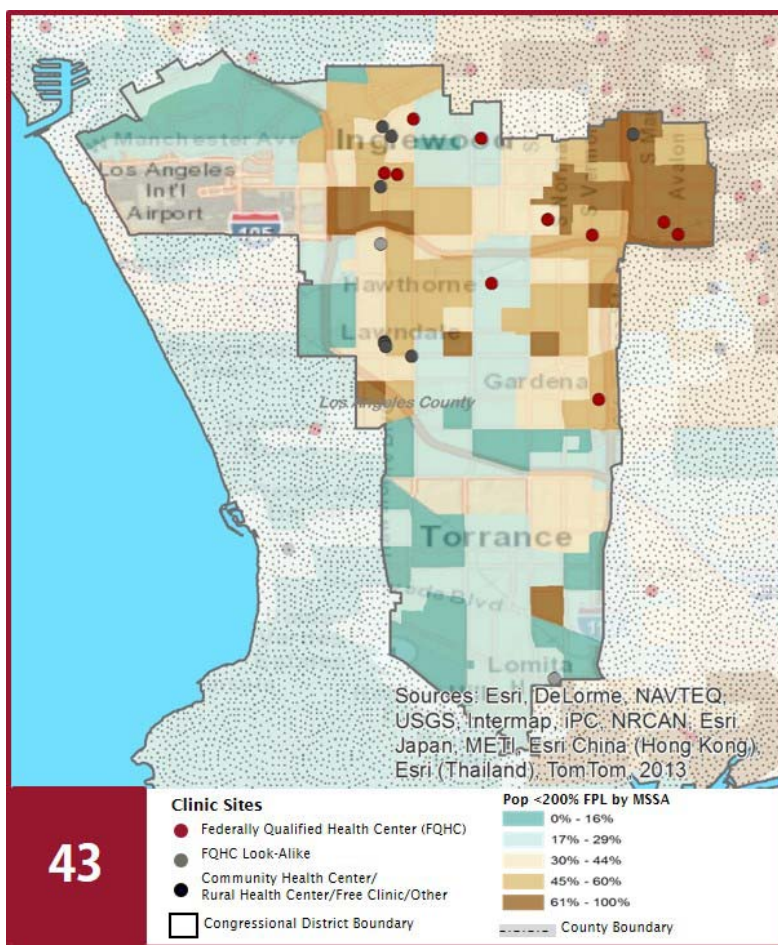 Manchester Ave
Inglewood
Los Angeles
Int'l
Airport
105
S Vermont
Avalon
Hawthorne
Lawndale
Gardena
Los Angeles County
Torrance
Blvd
Lomita
Sources: Esri, DeLorme, NAVTEQ,
USGS, Intermap, iPC, NRCAN, Esri
Japan, METI, Esri China (Hong Kong),
Esri (Thailand), TomTom, 2013
43
Clinic Sites
Federally Qualified Health Center (FQHC)
FQHC Look-Alike
Community Health Center/
Rural Health Center/Free Clinic/Other
Congressional District Boundary
Pop <200% FPL by MSSA
0% - 16%
17% - 29%
30% - 44%
45% - 60%
61% - 100%
County Boundary